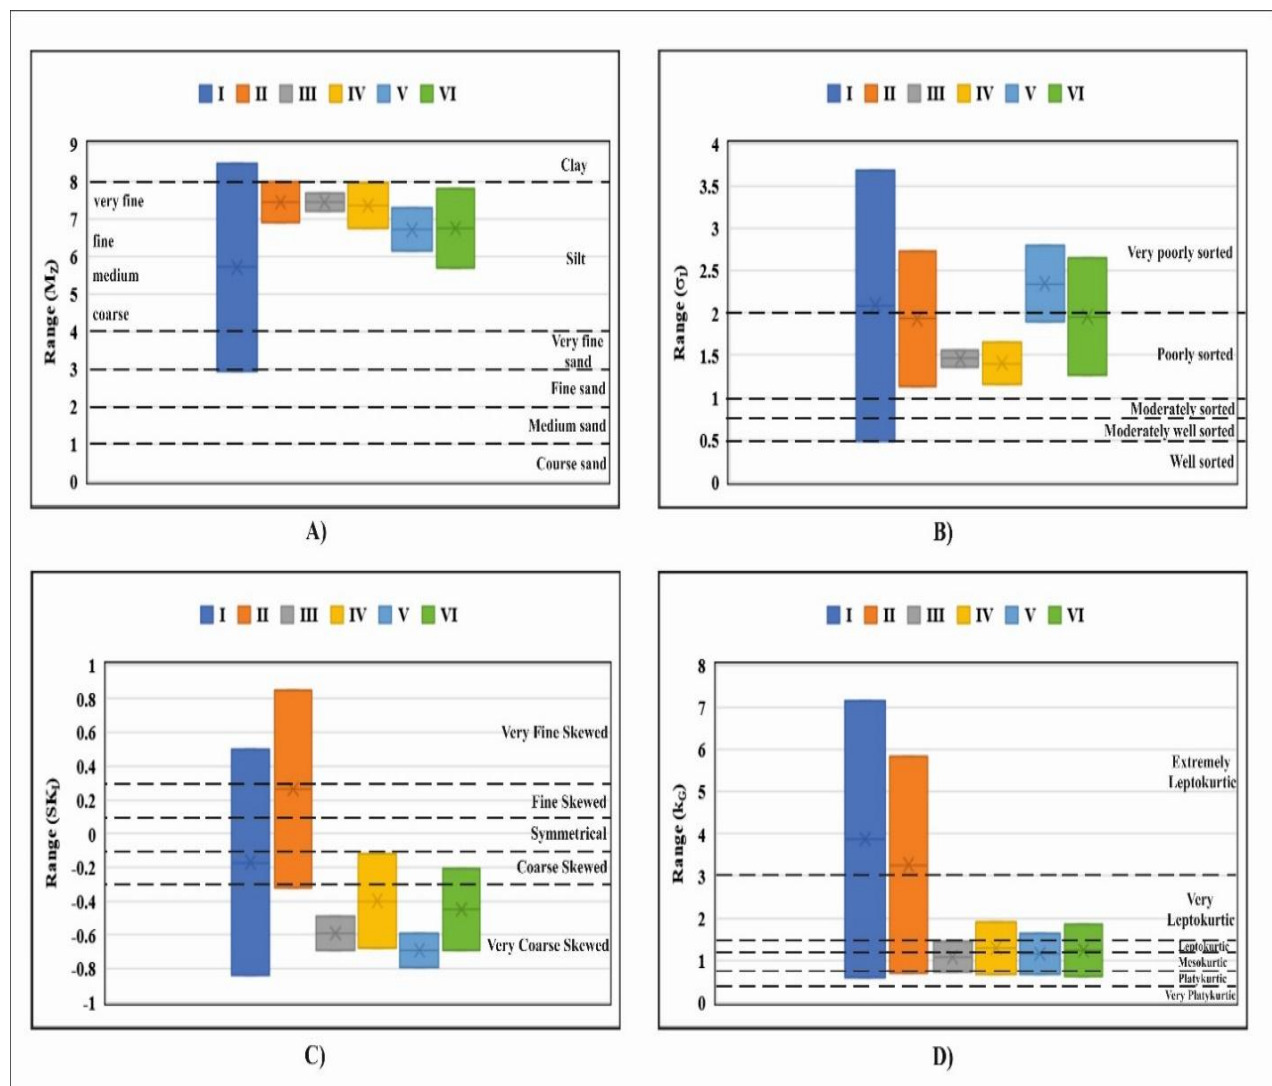 I II III IV V VI
Range (MZ)
9
8
7
6
5
4
3
2
1
0
very fine
fine
medium
coarse
Clay
Silt
Very fine
sand
Fine sand
Medium sand
Course sand
A)
I II III IV V VI
Range (σI)
4
3.5
3
2.5
2
1.5
1
0.5
0
Very poorly sorted
Poorly sorted
Moderately sorted
Moderately well sorted
Well sorted
B)
I II III IV V VI
Range (SKI)
1
0.8
0.6
0.4
0.2
0
-0.2
-0.4
-0.6
-0.8
-1
Very Fine Skewed
Fine Skewed
Symmetrical
Coarse Skewed
Very Coarse Skewed
C)
I II III IV V VI
Range (kG)
8
7
6
5
4
3
2
1
0
Extremely
Leptokurtic
Very
Leptokurtic
Leptokurtic
Mesokurtic
Platykurtic
Very Platykurtic
D)